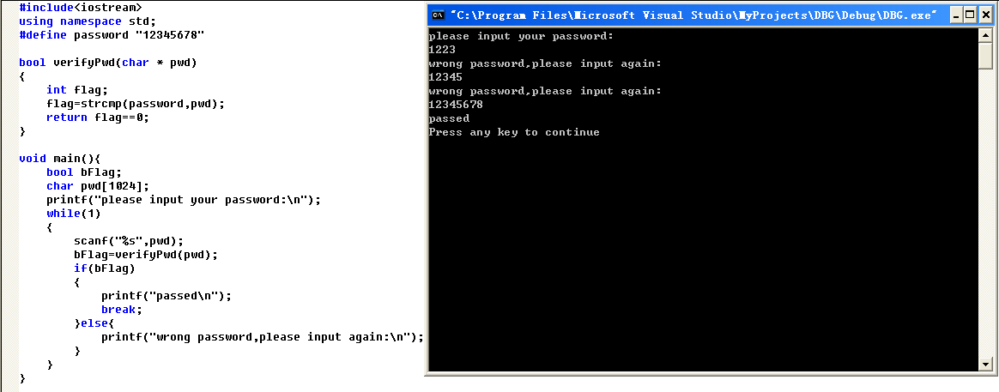 #include<iostream>
using namespace std;
#define password "12345678"
bool verifyPwd(char * pwd)
{
int flag;
flag=strcmp(password,pwd);
return flag==0;
}
void main(){
bool bFlag;
char pwd[1024];
printf("please input your password:\n");
while(1)
{
scanf("%s",pwd);
bFlag=verifyPwd(pwd);
if(bFlag)
{
printf("passed\n");
break;
}else{
printf("wrong password,please input again:\n");
}
}
}
"C:\Program Files\Microsoft Visual Studio\MyProjects\DBG\Debug\DBG.exe"
please input your password:
1223
wrong password,please input again:
12345
wrong password,please input again:
12345678
passed
Press any key to continue